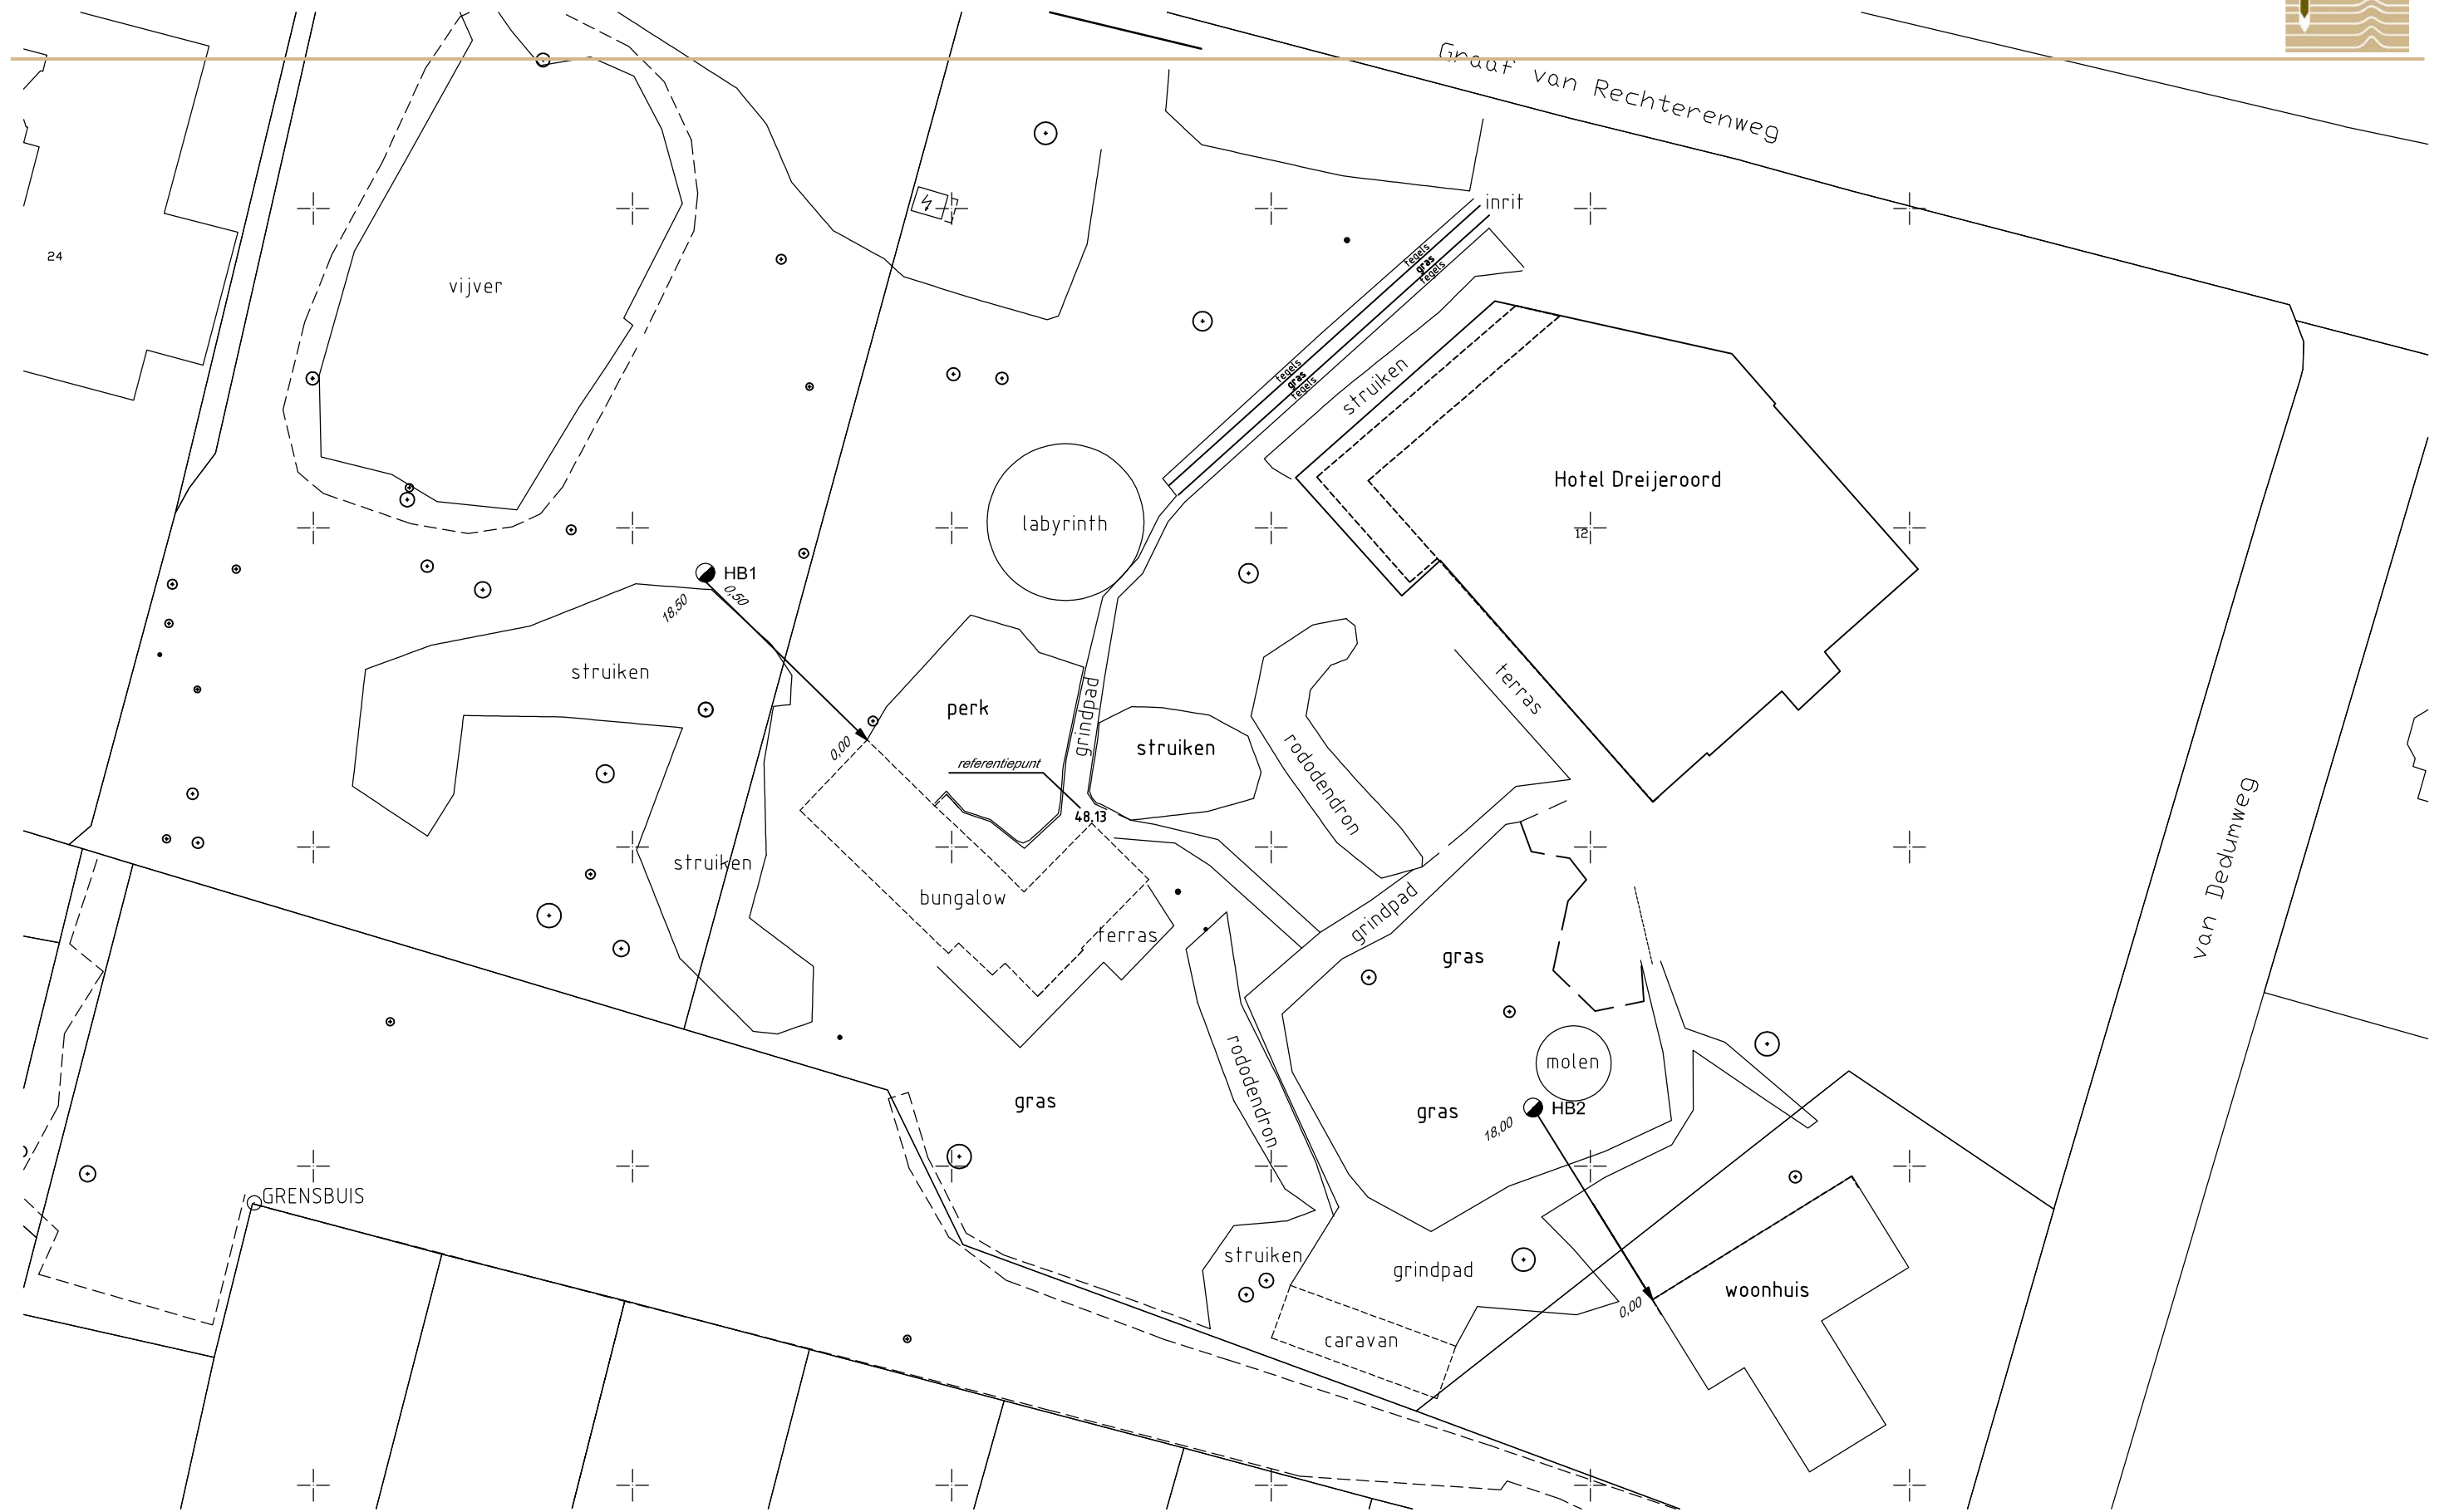 Graaf van Rechterenweg
inrit
tegels
gras
tegels
24
vijver
tegels
gras
tegels
struiken
Hotel Dreijeroord
12
labyrinth
HB1
0,50
18,50
struiken
terras
perk
grindpad
struiken
0,00
referentiepunt
rododendron
48.13
van Dedumweg
struiken
bungalow
grindpad
terras
gras
molen
rododendron
gras
gras
HB2
18,00
GRENSBUIS
struiken
grindpad
woonhuis
0,00
caravan